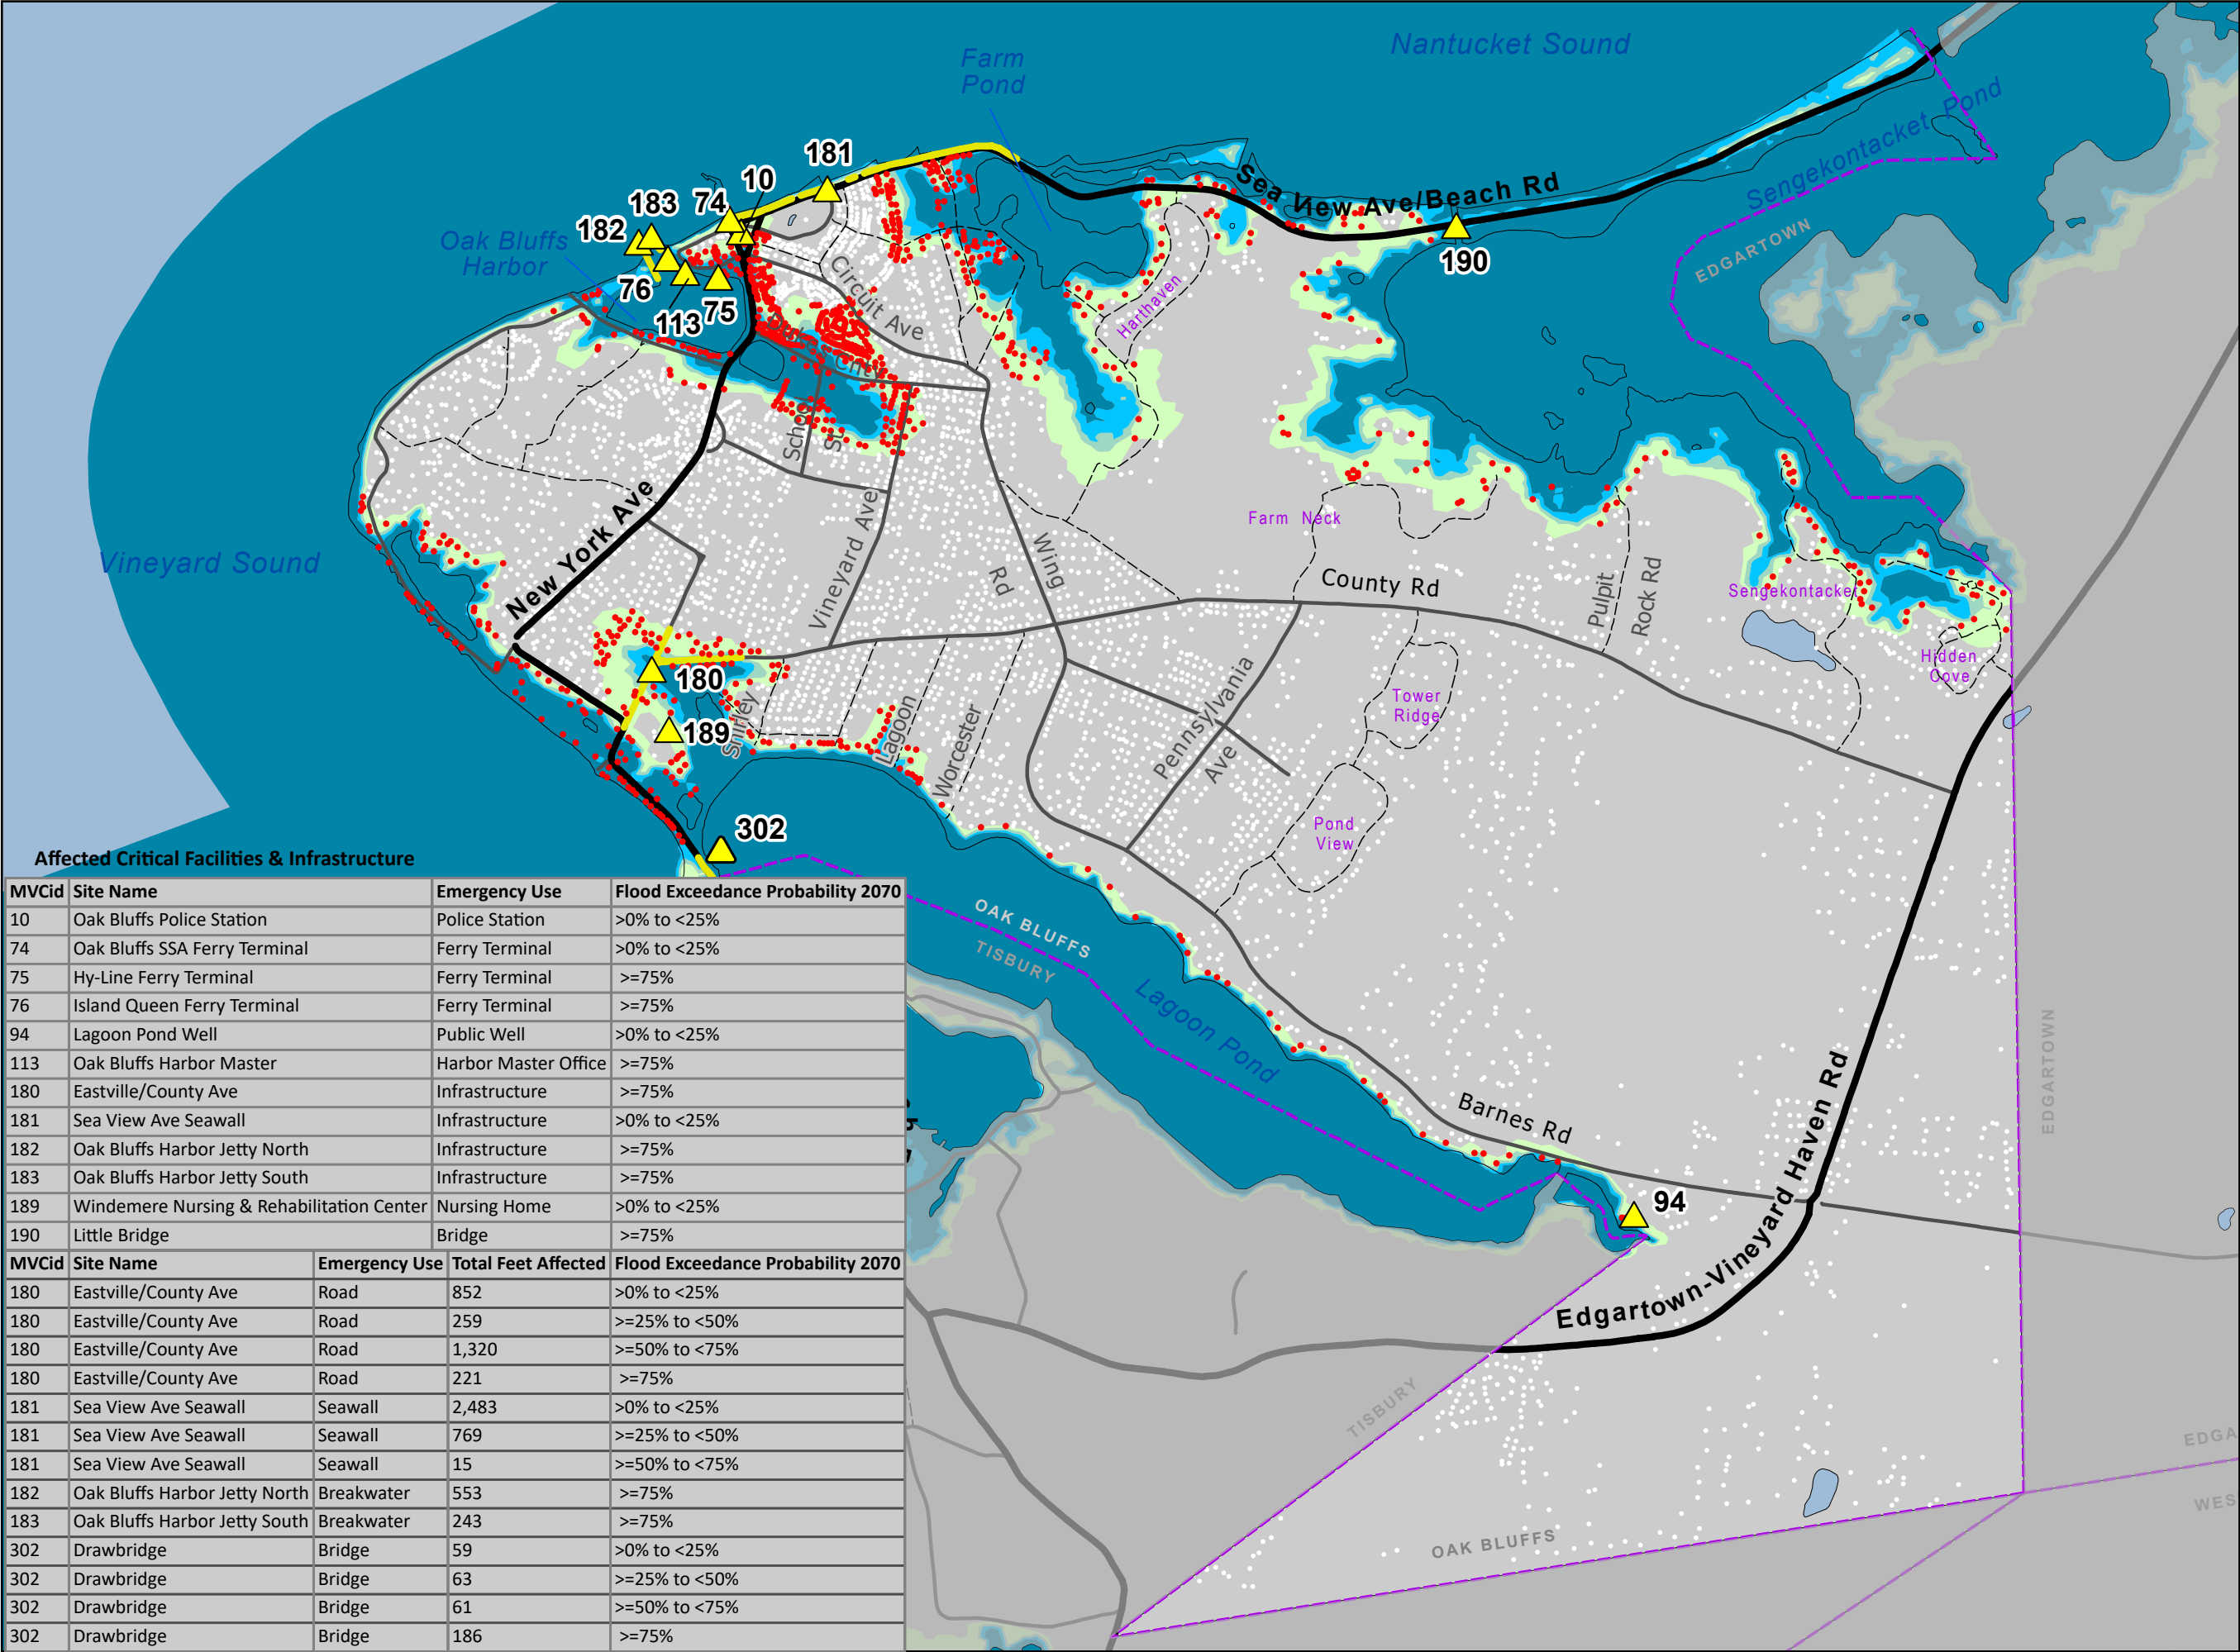 Nantucket Sound
Farm
Pond
Sengekontacket Pond
181
10
74
183
182
Oak Bluffs
Harbor
76
113
75
Sea View Ave/Beach Rd
190
EDGARTOWN
Circuit Ave
Harthaven
School
St
Vineyard Sound
New York Ave
Vineyard Ave
Wing
Rd
Farm Neck
County Rd
Pulpit
Rock Rd
Sengekontacket
Hidden
Cove
180
189
Shirley
Lagoon
Worcester
Pennsylvania
Ave
Tower
Ridge
Pond
View
302
OAK BLUFFS
TISBURY
Lagoon Pond
Barnes Rd
94
Edgartown-Vineyard Haven Rd
EDGARTOWN
TISBURY
OAK BLUFFS
EDGA
WES
Affected Critical Facilities & Infrastructure
MVCid Site Name Emergency Use Flood Exceedance Probability 2070
10 Oak Bluffs Police Station Police Station >0% to <25%
74 Oak Bluffs SSA Ferry Terminal Ferry Terminal >0% to <25%
75 Hy-Line Ferry Terminal Ferry Terminal >=75%
76 Island Queen Ferry Terminal Ferry Terminal >=75%
94 Lagoon Pond Well Public Well >0% to <25%
113 Oak Bluffs Harbor Master Harbor Master Office >=75%
180 Eastville/County Ave Infrastructure >=75%
181 Sea View Ave Seawall Infrastructure >0% to <25%
182 Oak Bluffs Harbor Jetty North Infrastructure >=75%
183 Oak Bluffs Harbor Jetty South Infrastructure >=75%
189 Windemere Nursing & Rehabilitation Center Nursing Home >0% to <25%
190 Little Bridge Bridge >=75%
MVCid Site Name Emergency Use Total Feet Affected Flood Exceedance Probability 2070
180 Eastville/County Ave Road 852 >0% to <25%
180 Eastville/County Ave Road 259 >=25% to <50%
180 Eastville/County Ave Road 1,320 >=50% to <75%
180 Eastville/County Ave Road 221 >=75%
181 Sea View Ave Seawall Seawall 2,483 >0% to <25%
181 Sea View Ave Seawall Seawall 769 >=25% to <50%
181 Sea View Ave Seawall Seawall 15 >=50% to <75%
182 Oak Bluffs Harbor Jetty North Breakwater 553 >=75%
183 Oak Bluffs Harbor Jetty South Breakwater 243 >=75%
302 Drawbridge Bridge 59 >0% to <25%
302 Drawbridge Bridge 63 >=25% to <50%
302 Drawbridge Bridge 61 >=50% to <75%
302 Drawbridge Bridge 186 >=75%